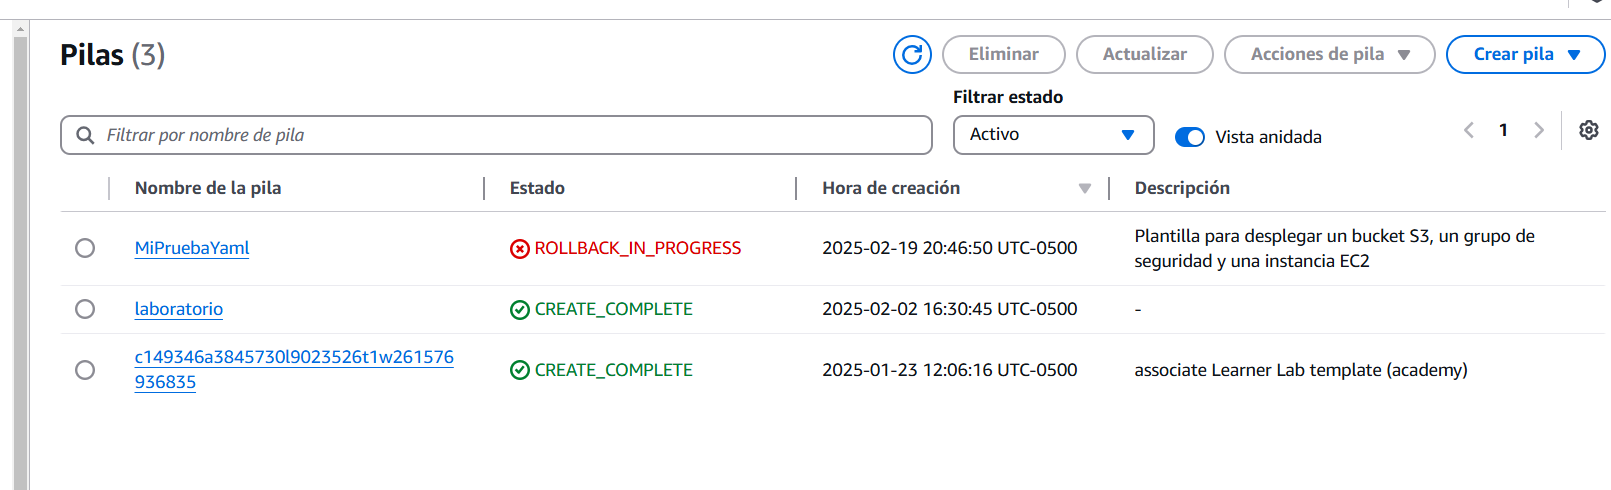 Pilas (3)
Eliminar
Actualizar
Acciones de pila
Crear pila
Filtrar estado
Filtrar por nombre de pila
Activo
Vista anidada
1
Nombre de la pila
Estado
Hora de creación
Descripción
MiPruebaYaml
ROLLBACK_IN_PROGRESS
2025-02-19 20:46:50 UTC-0500
Plantilla para desplegar un bucket S3, un grupo de
seguridad y una instancia EC2
laboratorio
CREATE_COMPLETE
2025-02-02 16:30:45 UTC-0500
-
c149346a3845730l9023526t1w261576
936835
CREATE_COMPLETE
2025-01-23 12:06:16 UTC-0500
associate Learner Lab template (academy)